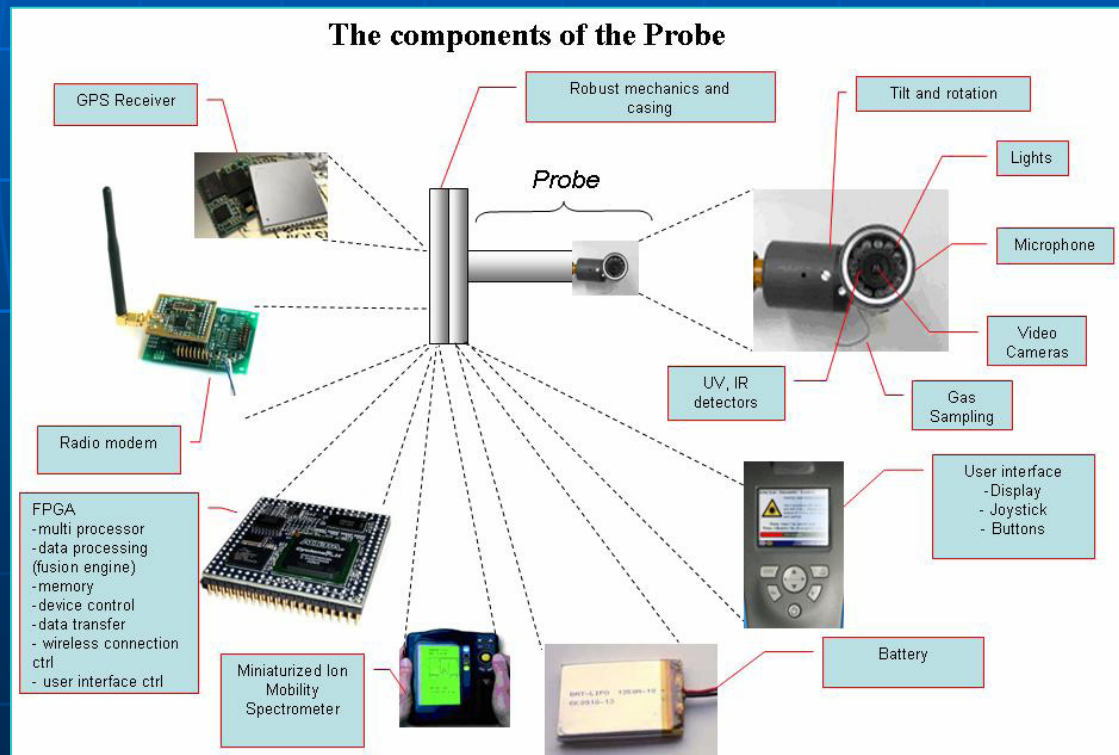 The components of the Probe
GPS Receiver
Robust mechanics and
casing
Tilt and rotation
Lights
Probe
Microphone
Video
Cameras
UV, IR
detectors
Gas
Sampling
Radio modem
User interface
-Display
- Joystick
- Buttons
FPGA
-multi processor
-data processing
(fusion engine)
-memory
-device control
-data transfer
- wireless connection
ctrl
- user interface ctrl
Miniaturized Ion
Mobility
Spectrometer
Battery